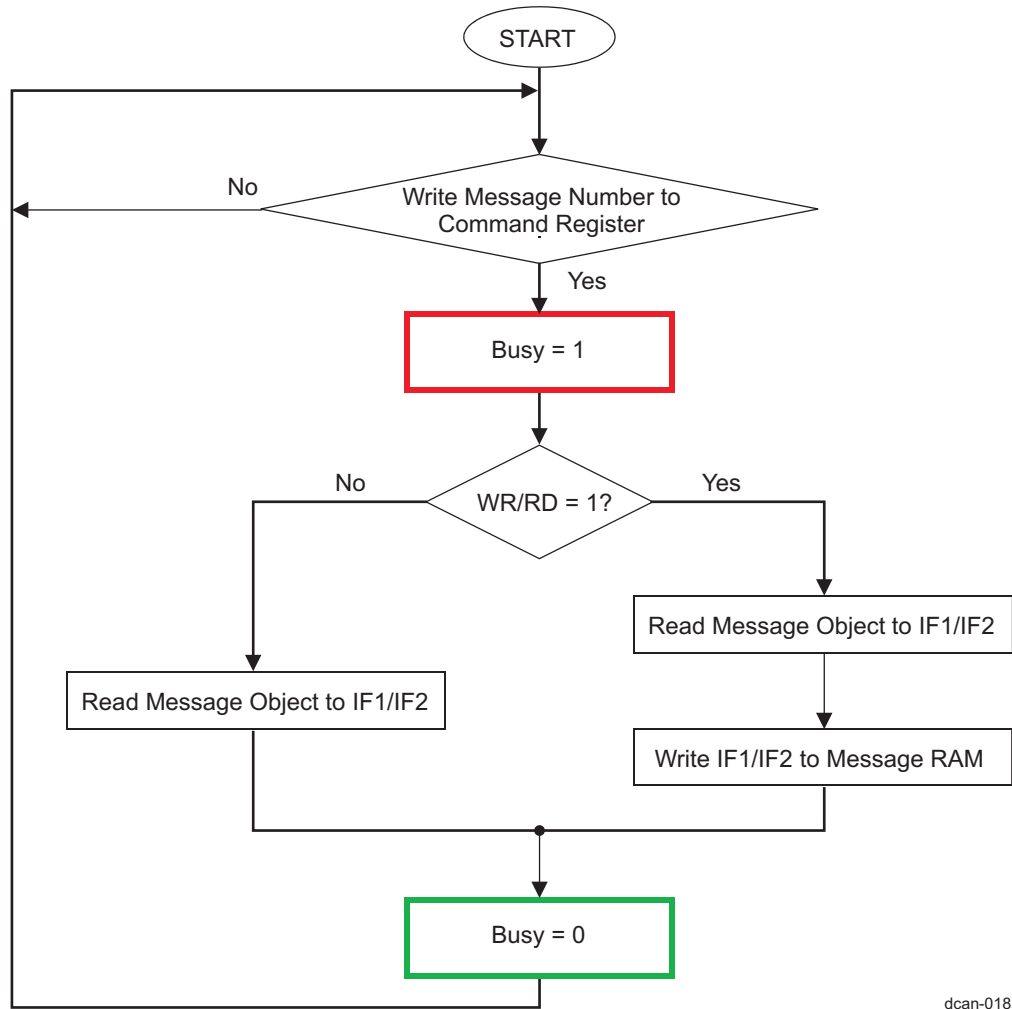 START
No
Write Message Number to
Command Register
Yes
Busy = 1
No
WR/RD = 1?
Yes
Read Message Object to IF1/IF2
Read Message Object to IF1/IF2
Write IF1/IF2 to Message RAM
Busy = 0
dcan-018